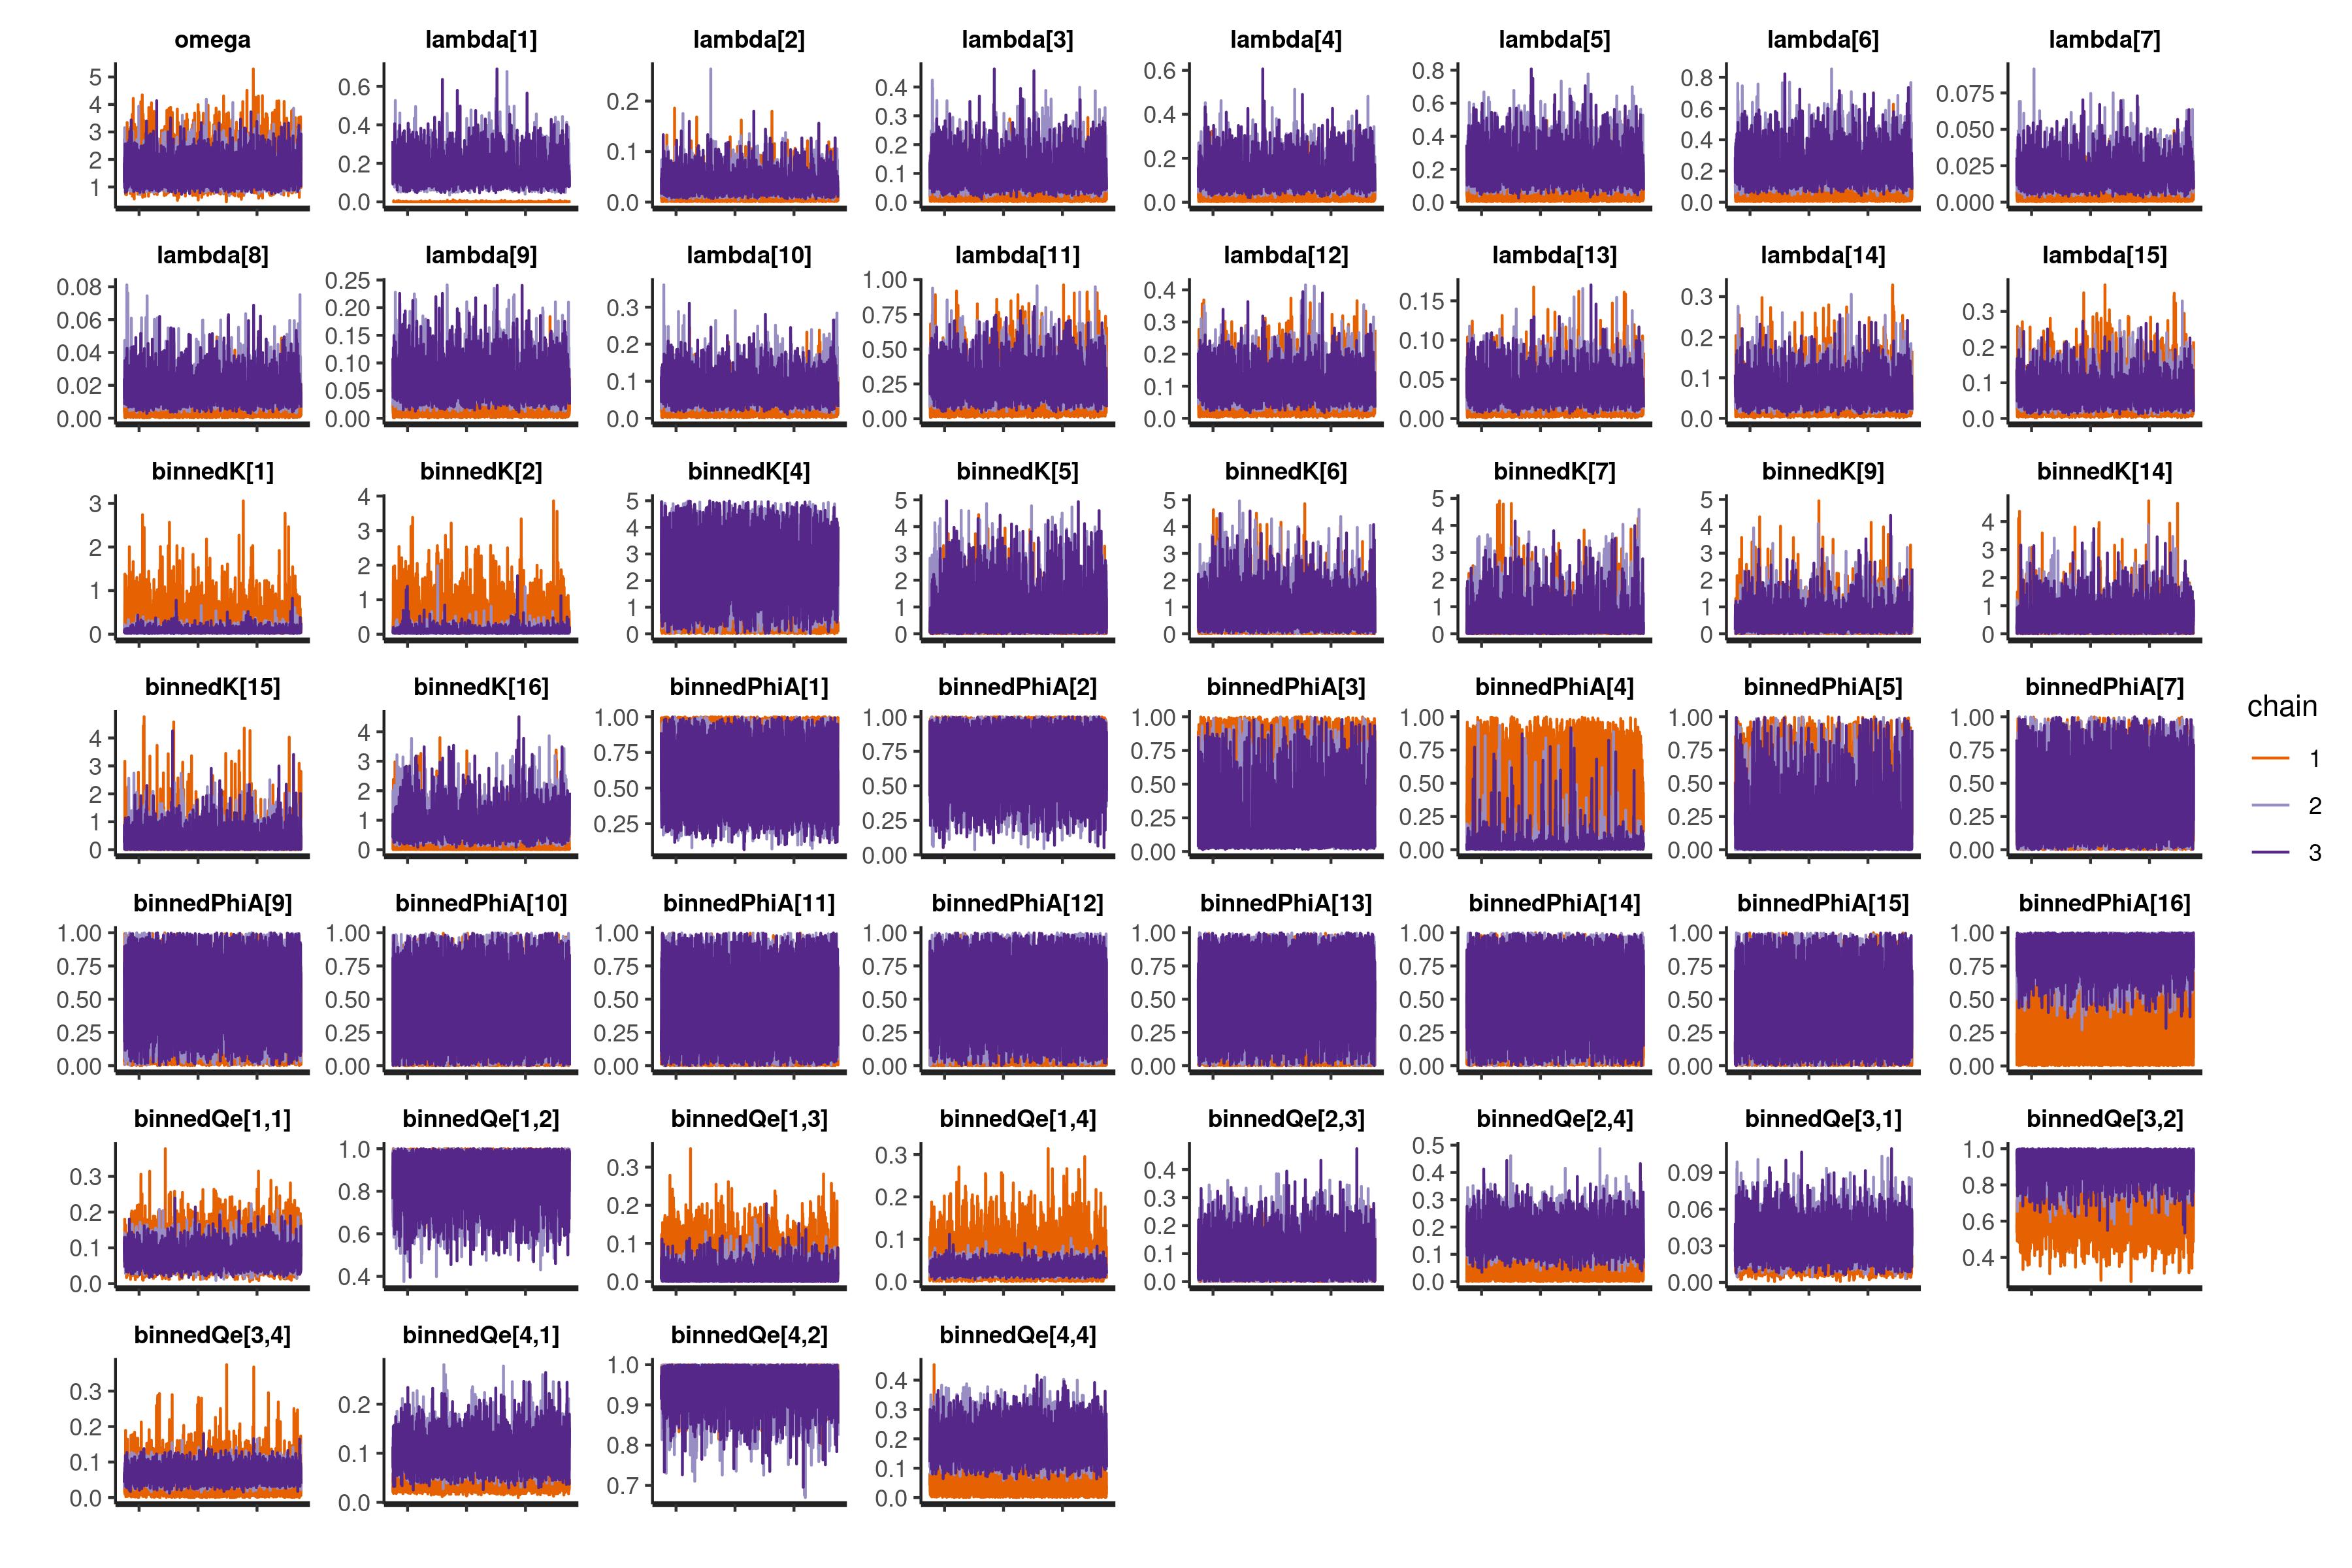 omega lambda[1] lambda[2] lambda[3] lambda[4] lambda[5] lambda[6] lambda[7]
5 4 3 2 1
0.6 0.4 0.2 0.0
0.2 0.1 0.0
0.4 0.3 0.2 0.1 0.0
0.6 0.4 0.2 0.0
0.8 0.6 0.4 0.2 0.0
0.8 0.6 0.4 0.2 0.0
0.075 0.050 0.025 0.000
lambda[8] lambda[9] lambda[10] lambda[11] lambda[12] lambda[13] lambda[14] lambda[15]
0.08 0.06 0.04 0.02 0.00
0.25 0.20 0.15 0.10 0.05 0.00
0.3 0.2 0.1 0.0
1.00 0.75 0.50 0.25 0.00
0.4 0.3 0.2 0.1 0.0
0.15 0.10 0.05 0.00
0.3 0.2 0.1 0.0
0.3 0.2 0.1 0.0
binnedK[1] binnedK[2] binnedK[4] binnedK[5] binnedK[6] binnedK[7] binnedK[9] binnedK[14]
3 2 1 0
4 3 2 1 0
5 4 3 2 1 0
5 4 3 2 1 0
5 4 3 2 1 0
5 4 3 2 1 0
5 4 3 2 1 0
4 3 2 1 0
binnedK[15] binnedK[16] binnedPhiA[1] binnedPhiA[2] binnedPhiA[3] binnedPhiA[4] binnedPhiA[5] binnedPhiA[7]
4 3 2 1 0
4 3 2 1 0
1.00 0.75 0.50 0.25
1.00 0.75 0.50 0.25 0.00
1.00 0.75 0.50 0.25 0.00
1.00 0.75 0.50 0.25 0.00
1.00 0.75 0.50 0.25 0.00
1.00 0.75 0.50 0.25 0.00
chain
1
2
3
binnedPhiA[9] binnedPhiA[10] binnedPhiA[11] binnedPhiA[12] binnedPhiA[13] binnedPhiA[14] binnedPhiA[15] binnedPhiA[16]
1.00 0.75 0.50 0.25 0.00
1.00 0.75 0.50 0.25 0.00
1.00 0.75 0.50 0.25 0.00
1.00 0.75 0.50 0.25 0.00
1.00 0.75 0.50 0.25 0.00
1.00 0.75 0.50 0.25 0.00
1.00 0.75 0.50 0.25 0.00
1.00 0.75 0.50 0.25 0.00
binnedQe[1,1] binnedQe[1,2] binnedQe[1,3] binnedQe[1,4] binnedQe[2,3] binnedQe[2,4] binnedQe[3,1] binnedQe[3,2]
0.3 0.2 0.1 0.0
1.0 0.8 0.6 0.4
0.3 0.2 0.1 0.0
0.3 0.2 0.1 0.0
0.4 0.3 0.2 0.1 0.0
0.5 0.4 0.3 0.2 0.1 0.0
0.09 0.06 0.03 0.00
1.0 0.8 0.6 0.4
binnedQe[3,4] binnedQe[4,1] binnedQe[4,2] binnedQe[4,4]
0.3 0.2 0.1 0.0
0.2 0.1 0.0
1.0 0.9 0.8 0.7
0.4 0.3 0.2 0.1 0.0